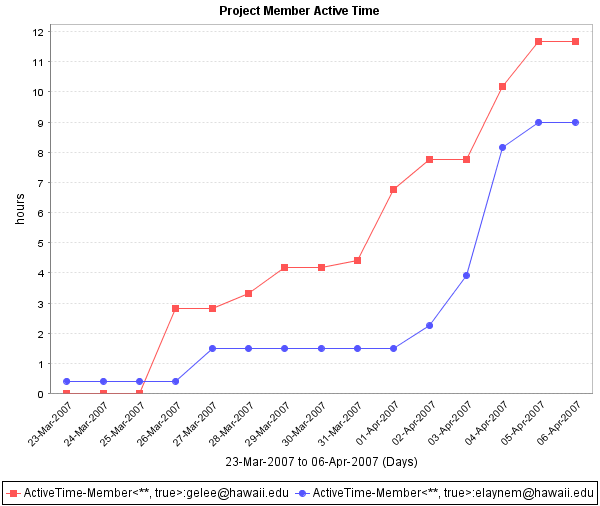 Project Member Active Time
hours
12
11
10
9
8
7
6
5
4
3
2
1
0
23-Mar-2007
24-Mar-2007
25-Mar-2007
26-Mar-2007
27-Mar-2007
28-Mar-2007
29-Mar-2007
30-Mar-2007
31-Mar-2007
01-Apr-2007
02-Apr-2007
03-Apr-2007
04-Apr-2007
05-Apr-2007
06-Apr-2007
23-Mar-2007 to 06-Apr-2007 (Days)
ActiveTime-Member<**, true>:gelee@hawaii.edu ActiveTime-Member<**, true>:elaynem@hawaii.edu